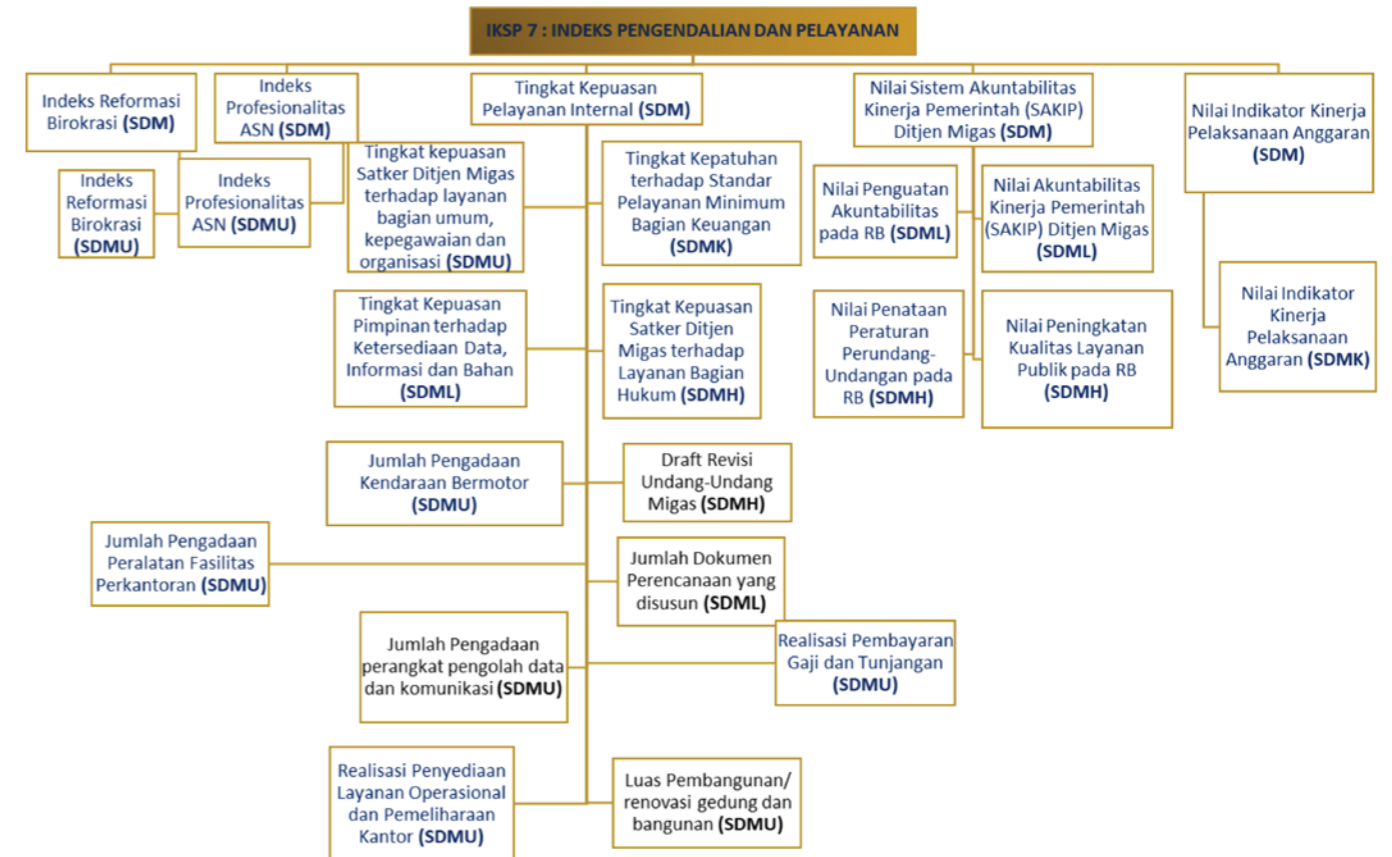 IKSP 7 : INDEKS PENGENDALIAN DAN PELAYANAN
Indeks Reformasi
Birokrasi (SDM)
Indeks
Profesionalitas
ASN (SDM)
Tingkat Kepuasan
Pelayanan Internal (SDM)
Nilai Sistem Akuntabilitas
Kinerja Pemerintah (SAKIP)
Ditjen Migas (SDM)
Nilai Indikator Kinerja
Pelaksanaan Anggaran
(SDM)
Indeks
Reformasi
Birokrasi
(SDMU)
Indeks
Profesionalitas
ASN (SDMU)
Tingkat kepuasan
Satker Ditjen Migas
terhadap layanan
bagian umum,
kepegawaian dan
organisasi (SDMU)
Tingkat Kepatuhan
terhadap Standar
Pelayanan Minimum
Bagian Keuangan
(SDMK)
Nilai Penguatan
Akuntabilitas
pada RB (SDML)
Nilai Akuntabilitas
Kinerja Pemerintah
(SAKIP) Ditjen Migas
(SDML)
Tingkat Kepuasan
Pimpinan terhadap
Ketersediaan Data,
Informasi dan Bahan
(SDML)
Tingkat Kepuasan
Satker Ditjen
Migas terhadap
Layanan Bagian
Hukum (SDMH)
Nilai Penataan
Peraturan
Perundang-
Undangan pada
RB (SDMH)
Nilai Peningkatan
Kualitas Layanan
Publik pada RB
(SDMH)
Nilai Indikator
Kinerja
Pelaksanaan
Anggaran (SDMK)
Jumlah Pengadaan
Kendaraan Bermotor
(SDMU)
Draft Revisi
Undang-Undang
Migas (SDMH)
Jumlah Pengadaan
Peralatan Fasilitas
Perkantoran (SDMU)
Jumlah Dokumen
Perencanaan yang
disusun (SDML)
Jumlah Pengadaan
perangkat pengolah data
dan komunikasi (SDMU)
Realisasi Pembayaran
Gaji dan Tunjangan
(SDMU)
Realisasi Penyediaan
Layanan Operasional
dan Pemeliharaan
Kantor (SDMU)
Luas Pembangunan/
renovasi gedung dan
bangunan (SDMU)